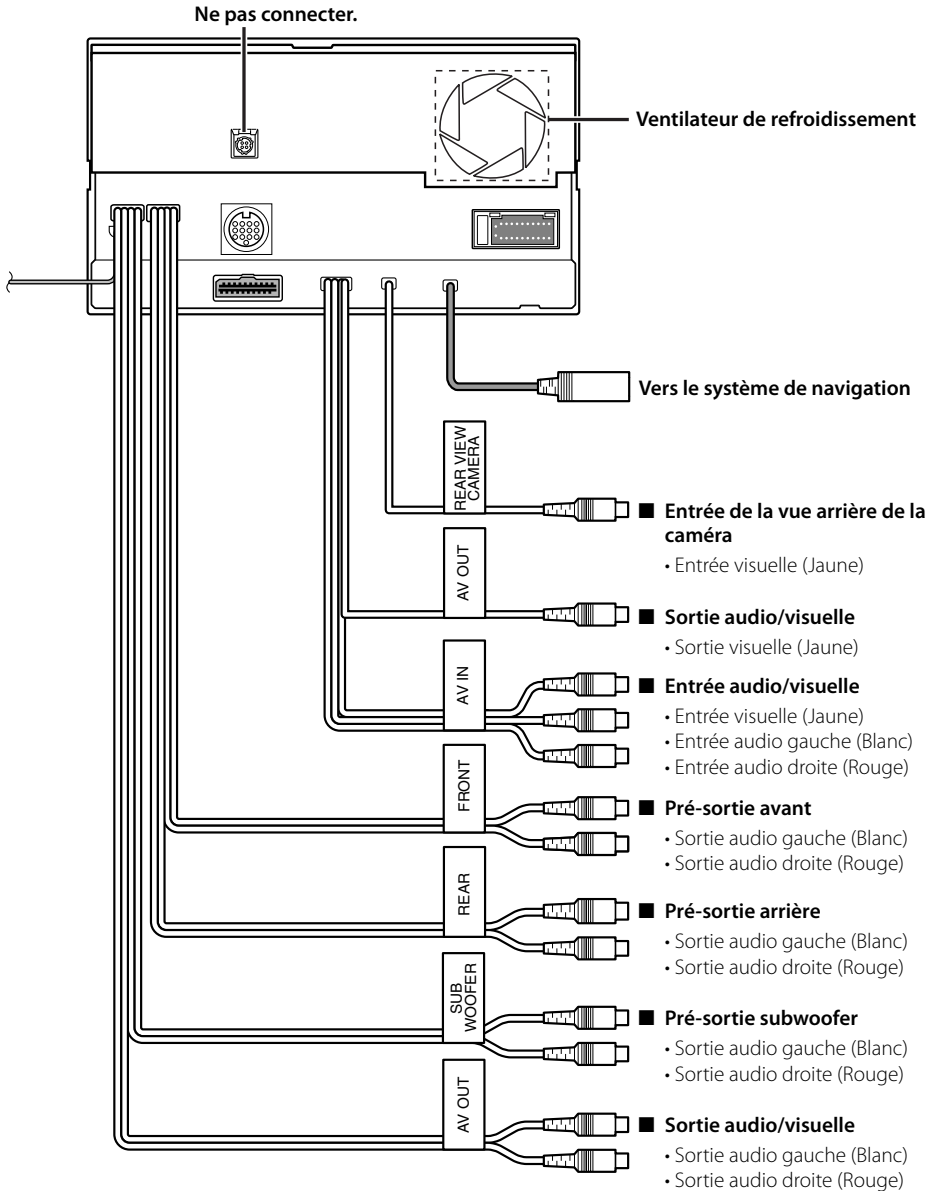 Ne pas connecter.
Ventilateur de refroidissement
Vers le système de navigation
REAR VIEW
CAMERA
■ Entrée de la vue arrière de la
caméra
• Entrée visuelle (Jaune)
AV OUT
■ Sortie audio/visuelle
• Sortie visuelle (Jaune)
AV IN
■ Entrée audio/visuelle
• Entrée visuelle (Jaune)
• Entrée audio gauche (Blanc)
• Entrée audio droite (Rouge)
FRONT
■ Pré-sortie avant
• Sortie audio gauche (Blanc)
• Sortie audio droite (Rouge)
REAR
■ Pré-sortie arrière
• Sortie audio gauche (Blanc)
• Sortie audio droite (Rouge)
SUB
WOOFER
■ Pré-sortie subwoofer
• Sortie audio gauche (Blanc)
• Sortie audio droite (Rouge)
AV OUT
■ Sortie audio/visuelle
• Sortie audio gauche (Blanc)
• Sortie audio droite (Rouge)